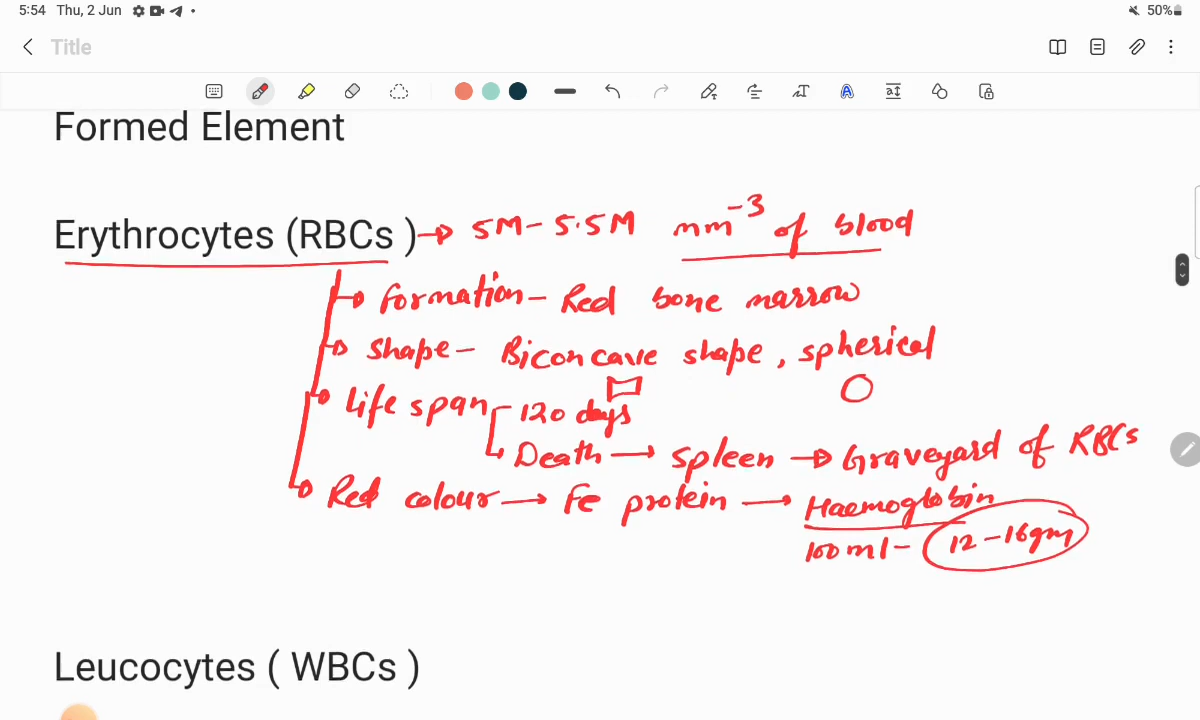 5:54 Thu, 2 Jun
50%
Title
Formed Element
Erythrocytes (RBCs ) → 5M - 5.5M mm⁻³ of blood
→ formation - Red bone marrow
→ shape - Biconcave shape, spherical
→ life span 120 days
Death → spleen → Graveyard of RBCs
→ Red colour → Fe protein → Haemoglobin
100 ml - 12 - 16 gm
Leucocytes ( WBCs )